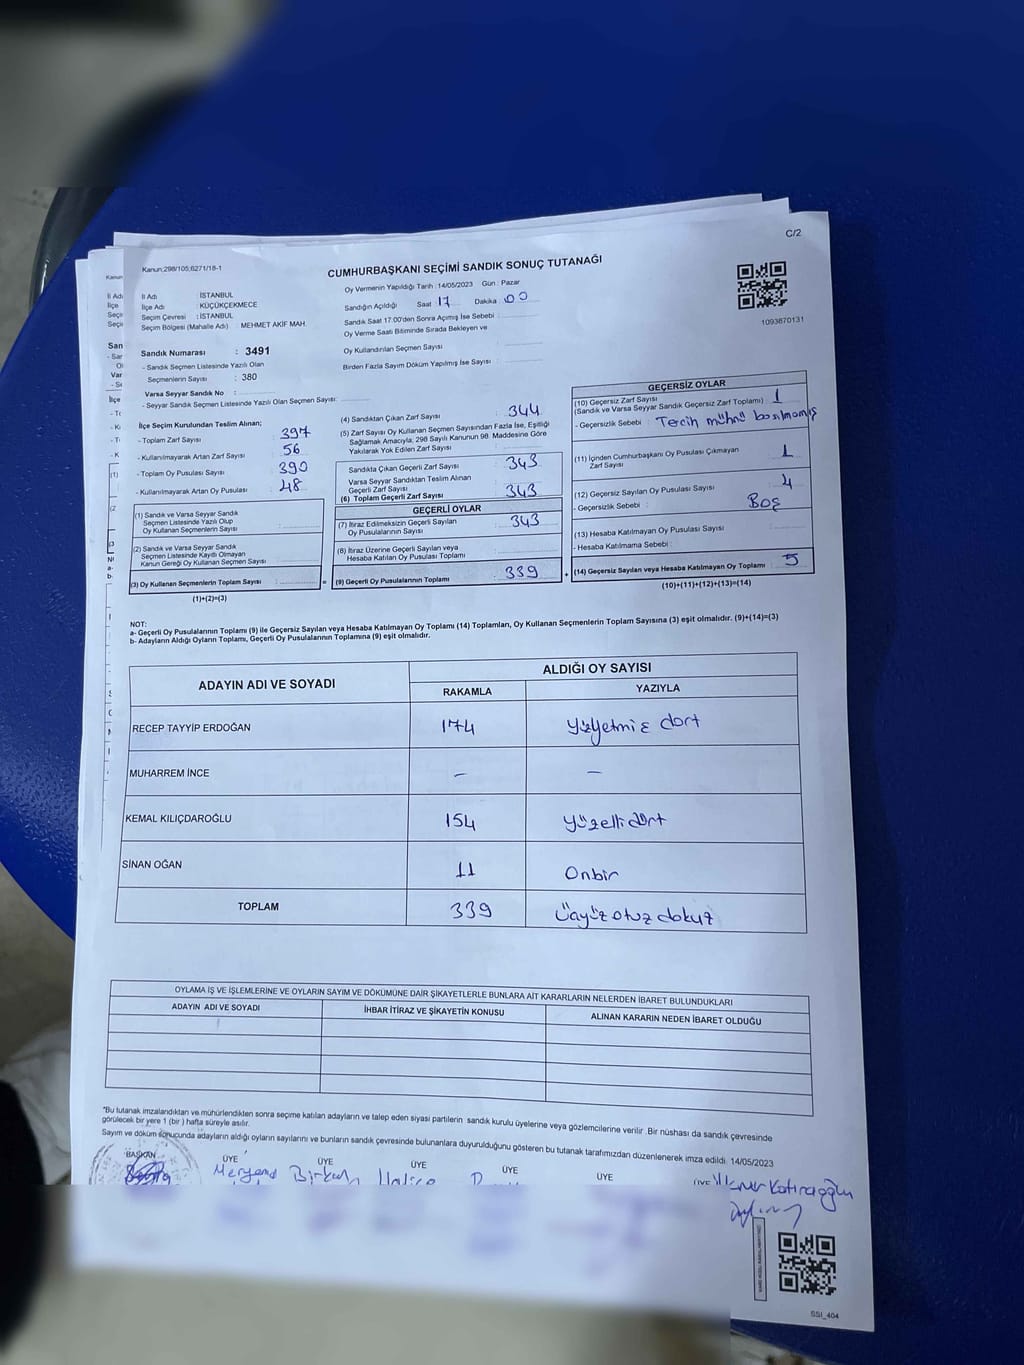 C/2
Kanun:298/105;6271/18-1
CUMHURBAŞKANI SEÇİMİ SANDIK SONUÇ TUTANAĞI
Oy Vermenin Yapıldığı Tarih :14/05/2023 Gün : Pazar
İl Adı : İSTANBUL
İlçe Adı : KÜÇÜKÇEKMECE
Seçim Çevresi : İSTANBUL
Seçim Bölgesi (Mahalle Adı) : MEHMET AKİF MAH.
Sandığın Açıldığı Saat : 17 Dakika : 00
Sandık Saat 17:00'den Sonra Açılmış İse Sebebi :
Oy Verme Saati Bitiminde Sırada Bekleyen ve
Oy Kullandırılan Seçmen Sayısı :
Birden Fazla Sayım Döküm Yapılmış İse Sayısı :
1093870131
Sandık Numarası : 3491
- Sandık Seçmen Listesinde Yazılı Olan
Seçmenlerin Sayısı : 380
Varsa Seyyar Sandık No :
- Seyyar Sandık Seçmen Listesinde Yazılı Olan Seçmen Sayısı:
İlçe Seçim Kurulundan Teslim Alınan;
- Toplam Zarf Sayısı : 397
- Kullanılmayarak Artan Zarf Sayısı : 56
- Toplam Oy Pusulası Sayısı : 390
- Kullanılmayarak Artan Oy Pusulası : 48
(1) Sandık ve Varsa Seyyar Sandık
Seçmen Listesinde Yazılı Olup
Oy Kullanan Seçmenlerin Sayısı :
(2) Sandık ve Varsa Seyyar Sandık
Seçmen Listesinde Kayıtlı Olmayan
Kanun Gereği Oy Kullanan Seçmen Sayısı :
(3) Oy Kullanan Seçmenlerin Toplam Sayısı : =
(1)+(2)=(3)
(4) Sandıktan Çıkan Zarf Sayısı : 344
(5) Zarf Sayısı Oy Kullanan Seçmen Sayısından Fazla İse, Eşitliği
Sağlamak Amacıyla, 298 Sayılı Kanunun 98. Maddesine Göre
Yakılarak Yok Edilen Zarf Sayısı :
Sandıkta Çıkan Geçerli Zarf Sayısı : 343
Varsa Seyyar Sandıktan Teslim Alınan
Geçerli Zarf Sayısı :
(6) Toplam Geçerli Zarf Sayısı : 343
GEÇERLİ OYLAR
(7) İtiraz Edilmeksizin Geçerli Sayılan
Oy Pusulalarının Sayısı : 343
(8) İtiraz Üzerine Geçerli Sayılan veya
Hesaba Katılan Oy Pusulası Toplamı :
(9) Geçerli Oy Pusulalarının Toplamı : 339 +
GEÇERSİZ OYLAR
(10) Geçersiz Zarf Sayısı : 1
(Sandık ve Varsa Seyyar Sandık Geçersiz Zarf Toplamı)
- Geçersizlik Sebebi : Tercih mührü basılmamış
(11) İçinden Cumhurbaşkanı Oy Pusulası Çıkmayan
Zarf Sayısı : 1
(12) Geçersiz Sayılan Oy Pusulası Sayısı : 4
- Geçersizlik Sebebi : Boş
(13) Hesaba Katılmayan Oy Pusulası Sayısı :
- Hesaba Katılmama Sebebi :
(14) Geçersiz Sayılan veya Hesaba Katılmayan Oy Toplamı : 5
(10)+(11)+(12)+(13)=(14)
NOT:
a- Geçerli Oy Pusulalarının Toplamı (9) ile Geçersiz Sayılan veya Hesaba Katılmayan Oy Toplamı (14) Toplamları, Oy Kullanan Seçmenlerin Toplam Sayısına (3) eşit olmalıdır. (9)+(14)=(3)
b- Adayların Aldığı Oyların Toplamı, Geçerli Oy Pusulalarının Toplamına (9) eşit olmalıdır.
ADAYIN ADI VE SOYADI
ALDIĞI OY SAYISI
RAKAMLA YAZIYLA
RECEP TAYYİP ERDOĞAN 174 Yüzyetmiş dört
MUHARREM İNCE – –
KEMAL KILIÇDAROĞLU 154 Yüzellidört
SİNAN OĞAN 11 Onbir
TOPLAM 339 Üçyüz otuz dokuz
OYLAMA İŞ VE İŞLEMLERİNE VE OYLARIN SAYIM VE DÖKÜMÜNE DAİR ŞİKAYETLERLE BUNLARA AİT KARARLARIN NELERDEN İBARET BULUNDUKLARI
ADAYIN ADI VE SOYADI İHBAR İTİRAZ VE ŞİKAYETİN KONUSU ALINAN KARARIN NEDEN İBARET OLDUĞU
*Bu tutanak imzalandıktan ve mühürlendikten sonra seçime katılan adayların ve talep eden siyasi partilerin sandık kurulu üyelerine veya gözlemcilerine verilir .Bir nüshası da sandık çevresinde
görülecek bir yere 1 (bir ) hafta süreyle asılır.
Sayım ve döküm sonucunda adayların aldığı oyların sayılarını ve bunların sandık çevresinde bulunanlara duyurulduğunu gösteren bu tutanak tarafımızdan düzenlenerek imza edildi. 14/05/2023
BAŞKAN ÜYE ÜYE ÜYE ÜYE ÜYE ÜYE
SSI_404